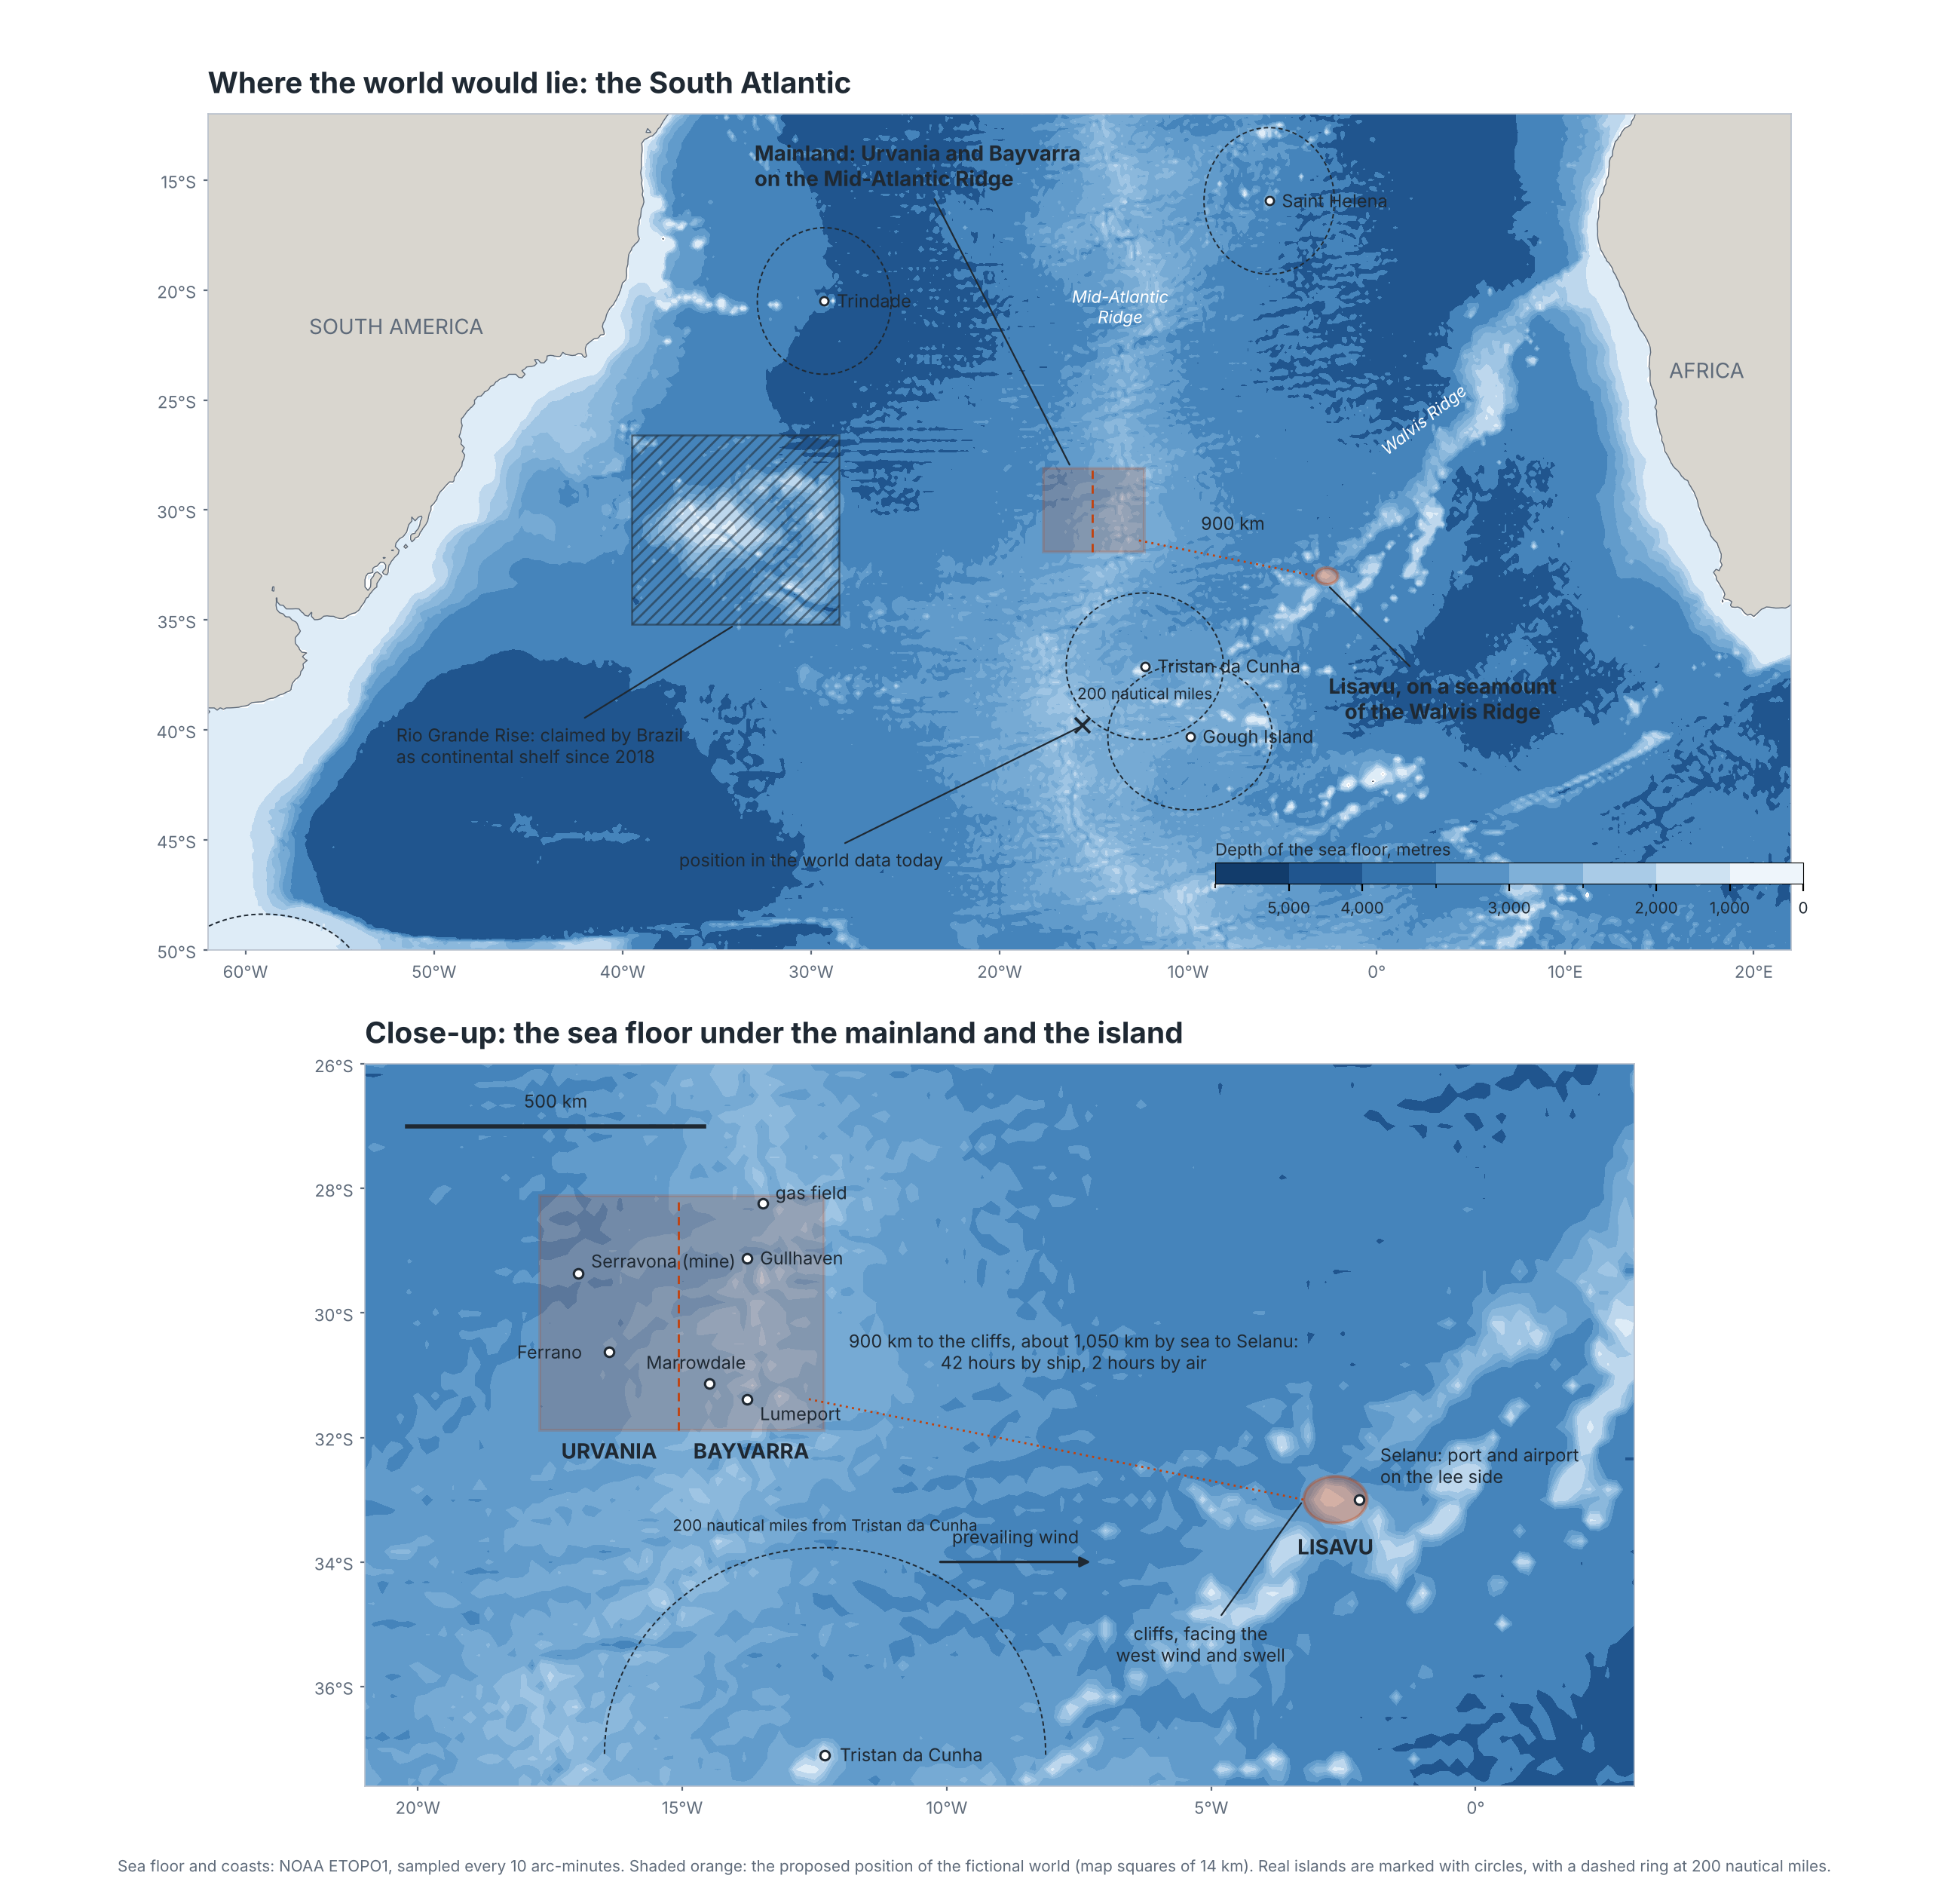 Where the world would lie: the South Atlantic
Mainland: Urvania and Bayvarra
on the Mid-Atlantic Ridge
15°S
Saint Helena
20°S
Trindade
Mid-Atlantic
Ridge
SOUTH AMERICA
AFRICA
25°S
Walvis Ridge
30°S
900 km
35°S
Tristan da Cunha
200 nautical miles
Lisavu, on a seamount
of the Walvis Ridge
40°S
Rio Grande Rise: claimed by Brazil
as continental shelf since 2018
Gough Island
45°S
position in the world data today
Depth of the sea floor, metres
5,000 4,000 3,000 2,000 1,000 0
50°S
60°W 50°W 40°W 30°W 20°W 10°W 0° 10°E 20°E
Close-up: the sea floor under the mainland and the island
26°S
500 km
28°S
gas field
Serravona (mine)
Gullhaven
30°S
900 km to the cliffs, about 1,050 km by sea to Selanu:
42 hours by ship, 2 hours by air
Ferrano
Marrowdale
Lumeport
32°S
URVANIA
BAYVARRA
Selanu: port and airport
on the lee side
200 nautical miles from Tristan da Cunha
prevailing wind
LISAVU
34°S
cliffs, facing the
west wind and swell
36°S
Tristan da Cunha
20°W 15°W 10°W 5°W 0°
Sea floor and coasts: NOAA ETOPO1, sampled every 10 arc-minutes. Shaded orange: the proposed position of the fictional world (map squares of 14 km). Real islands are marked with circles, with a dashed ring at 200 nautical miles.